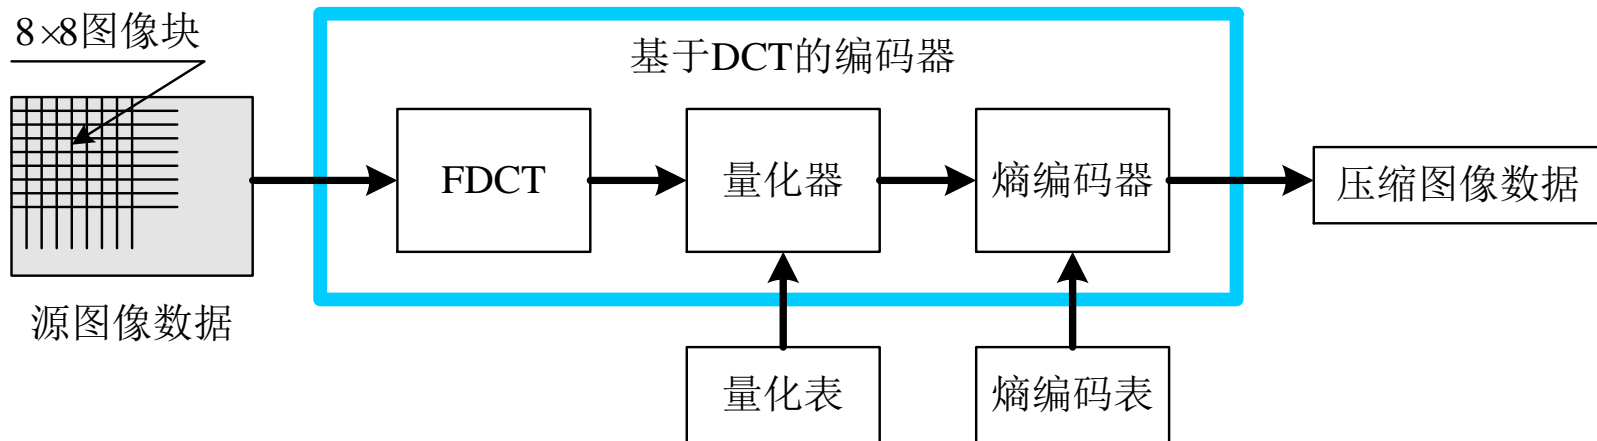 8×8图像块
基于DCT的编码器
FDCT
量化器
熵编码器
压缩图像数据
源图像数据
量化表
熵编码表